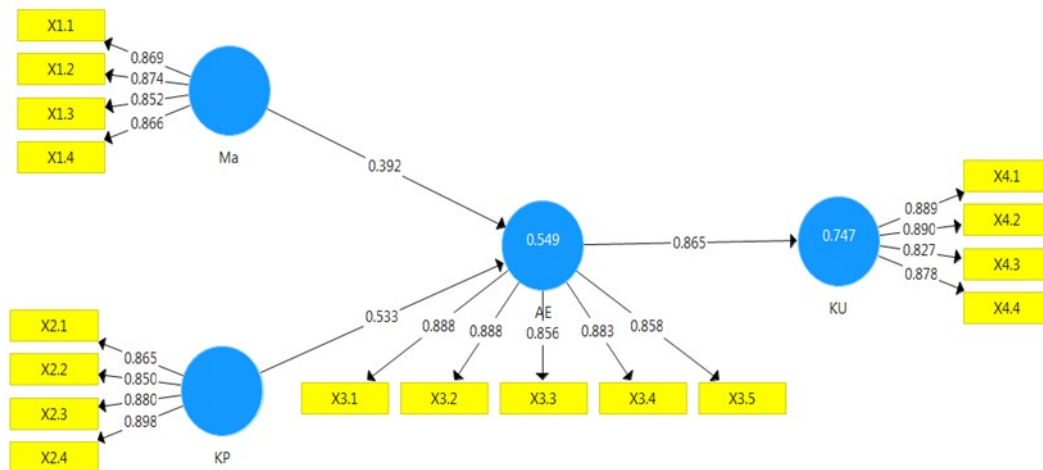 X1.1
0.869
X1.2
0.874
X1.3
0.852
X1.4
0.866
Ma
0.392
X2.1
0.865
X2.2
0.850
X2.3
0.880
X2.4
0.898
KP
0.533
0.549
AE
0.888
0.888
0.856
0.883
0.858
X3.1
X3.2
X3.3
X3.4
X3.5
0.865
0.747
KU
0.889
X4.1
0.890
X4.2
0.827
X4.3
0.878
X4.4